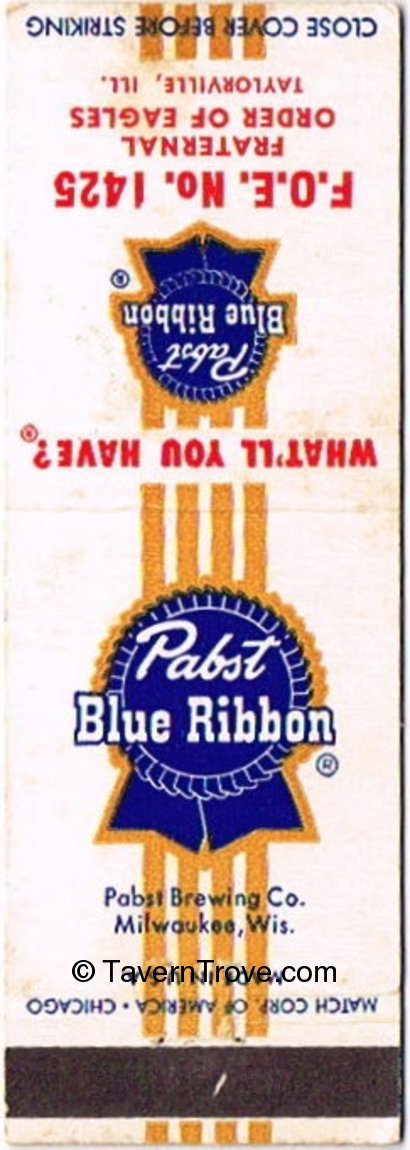 CLOSE COVER BEFORE STRIKING
TAYLORVILLE, ILL.
ORDER OF EAGLES
FRATERNAL
F.O.E. No. 1425
®
Blue Ribbon
Pabst
WHAT'LL YOU HAVE?®
Pabst
Blue Ribbon
®
Pabst Brewing Co.
Milwaukee, Wis.
© TavernTrove.com
MATCH CORP. OF AMERICA • CHICAGO